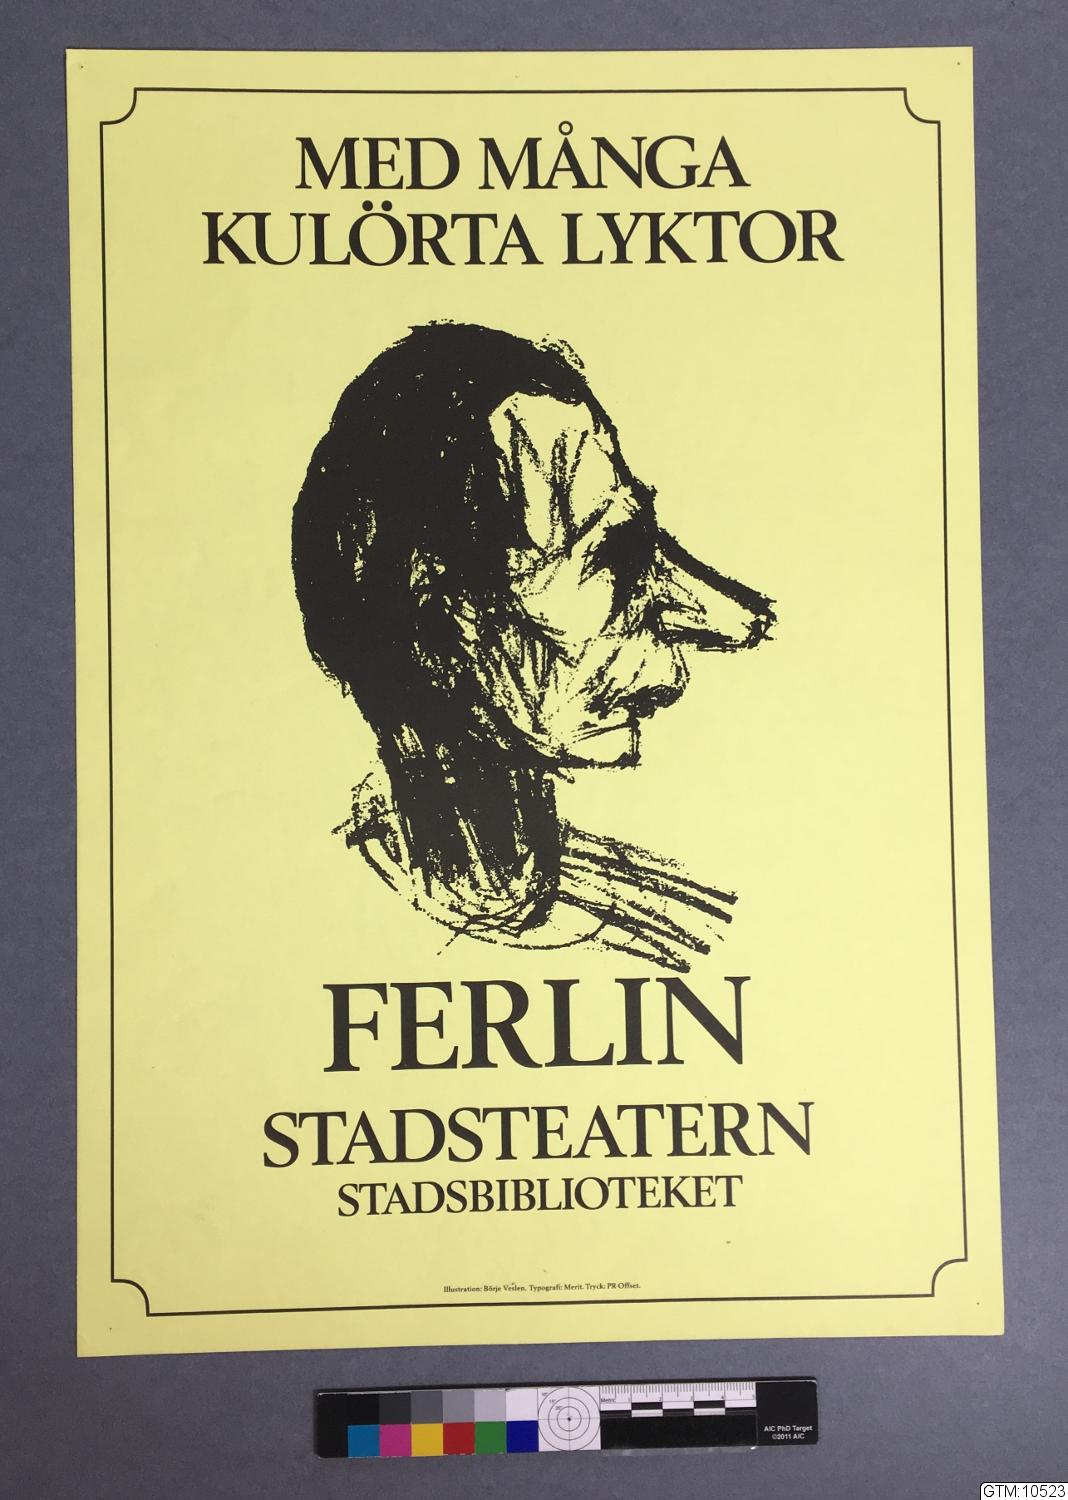 MED MÅNGA
KULÖRTA LYKTOR
FERLIN
STADSTEATERN
STADSBIBLIOTEKET
Illustration: Börje Veslen. Typografi: Merit. Tryck: PR-Offset.
AIC PhD Target
©2011 AIC
GTM:10523